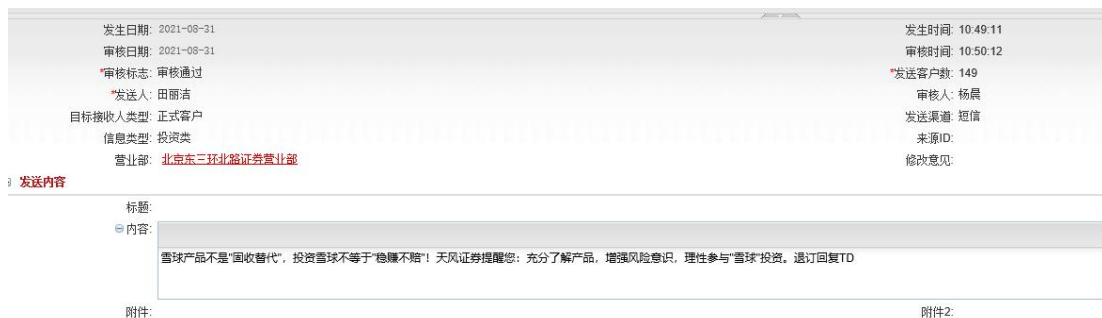 发生日期: 2021-08-31 发生时间: 10:49:11
审核日期: 2021-08-31 审核时间: 10:50:12
*审核标志: 审核通过 *发送客户数: 149
*发送人: 田丽洁 审核人: 杨晨
目标接收人类型: 正式客户 发送渠道: 短信
信息类型: 投资类 来源ID:
营业部: 北京东三环北路证券营业部 修改意见:
发送内容
标题:
内容:
雪球产品不是"固收替代"，投资雪球不等于"稳赚不赔"！天风证券提醒您：充分了解产品，增强风险意识，理性参与"雪球"投资。退订回复TD
附件: 附件2: